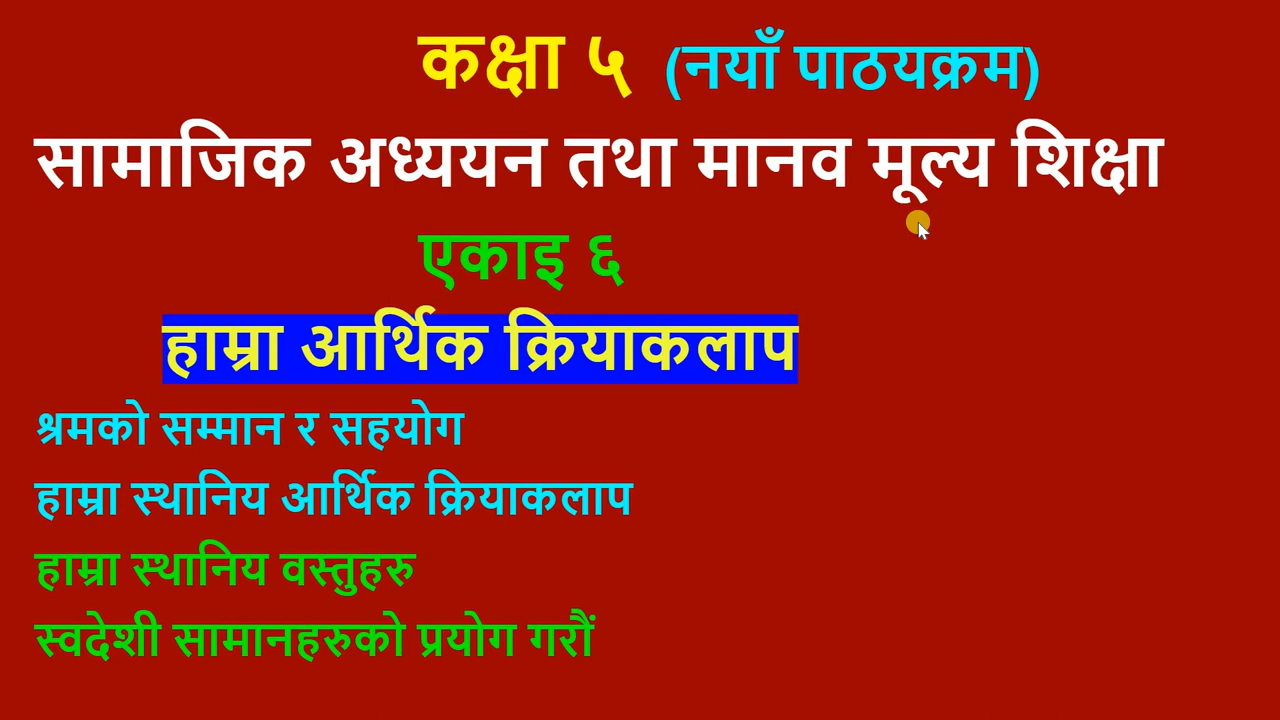 कक्षा ५ (नयाँ पाठयक्रम)
सामाजिक अध्ययन तथा मानव मूल्य शिक्षा
एकाइ ६
हाम्रा आर्थिक क्रियाकलाप
श्रमको सम्मान र सहयोग
हाम्रा स्थानिय आर्थिक क्रियाकलाप
हाम्रा स्थानिय वस्तुहरु
स्वदेशी सामानहरुको प्रयोग गरौं